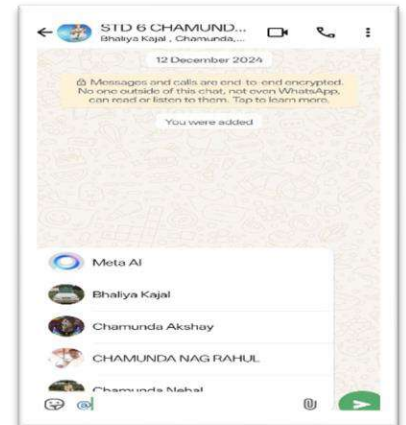 STD 6 CHAMUND...
Bhaliya Kajal , Chamunda,...
12 December 2024
Messages and calls are end-to-end encrypted.
No one outside of this chat, not even WhatsApp,
can read or listen to them. Tap to learn more.
You were added
Meta AI
Bhaliya Kajal
Chamunda Akshay
CHAMUNDA NAG RAHUL
Chamunda Nehal
@